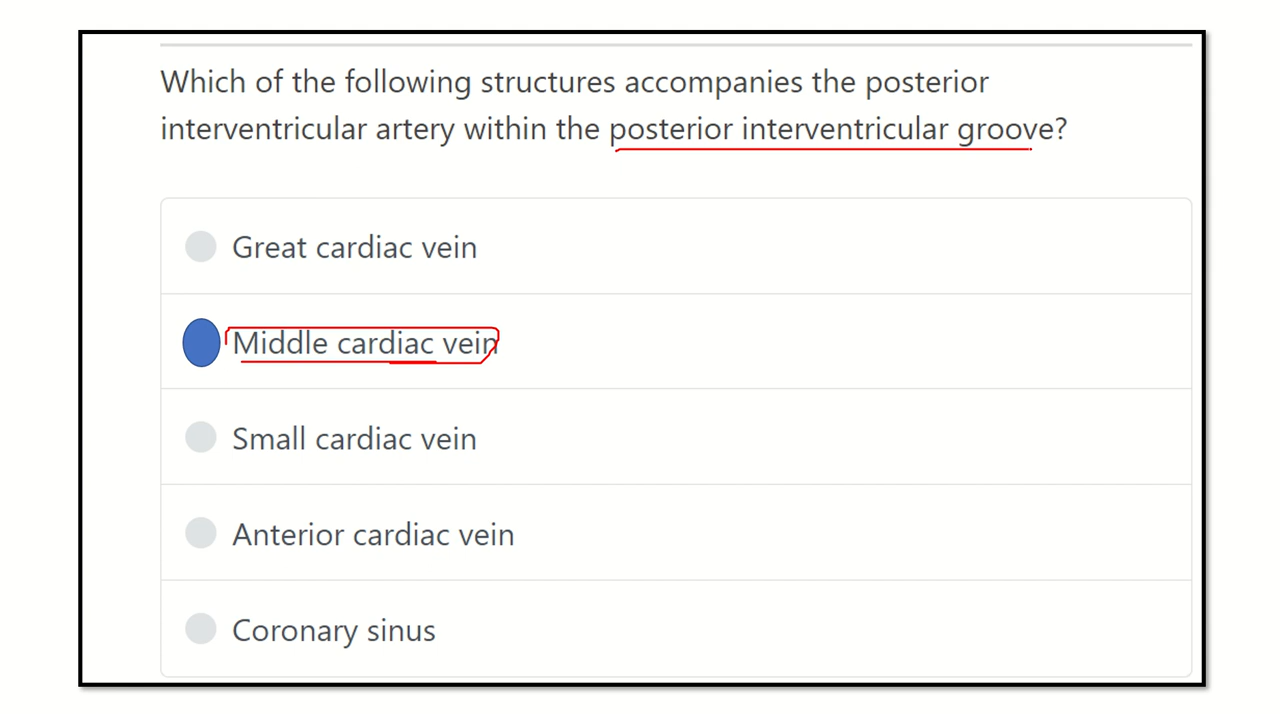 Which of the following structures accompanies the posterior
interventricular artery within the posterior interventricular groove?
Great cardiac vein
Middle cardiac vein
Small cardiac vein
Anterior cardiac vein
Coronary sinus